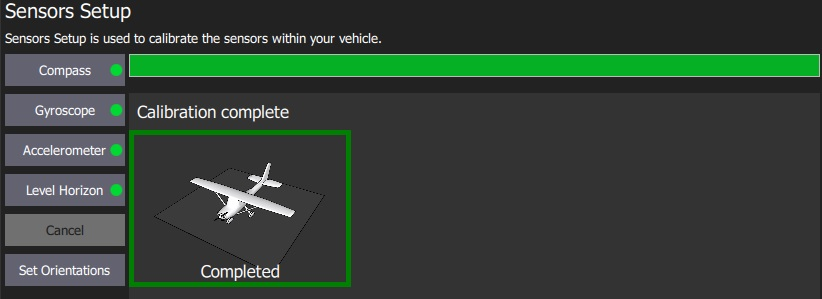 Sensors Setup
Sensors Setup is used to calibrate the sensors within your vehicle.
Compass
Gyroscope
Accelerometer
Level Horizon
Cancel
Set Orientations
Calibration complete
Completed